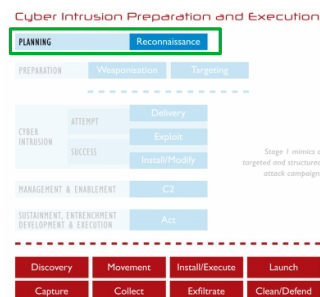 Cyber Intrusion Preparation and Execution
PLANNING Reconnaissance
PREPARATION Weaponization Targeting
Delivery
ATTEMPT
CYBER INTRUSION
Exploit
SUCCESS
Install/Modify
Stage 1 mimics a
targeted and structured
attack campaign
MANAGEMENT & ENABLEMENT C2
SUSTAINMENT, ENTRENCHMENT
DEVELOPMENT & EXECUTION
Act
Discovery Movement Install/Execute Launch
Capture Collect Exfiltrate Clean/Defend